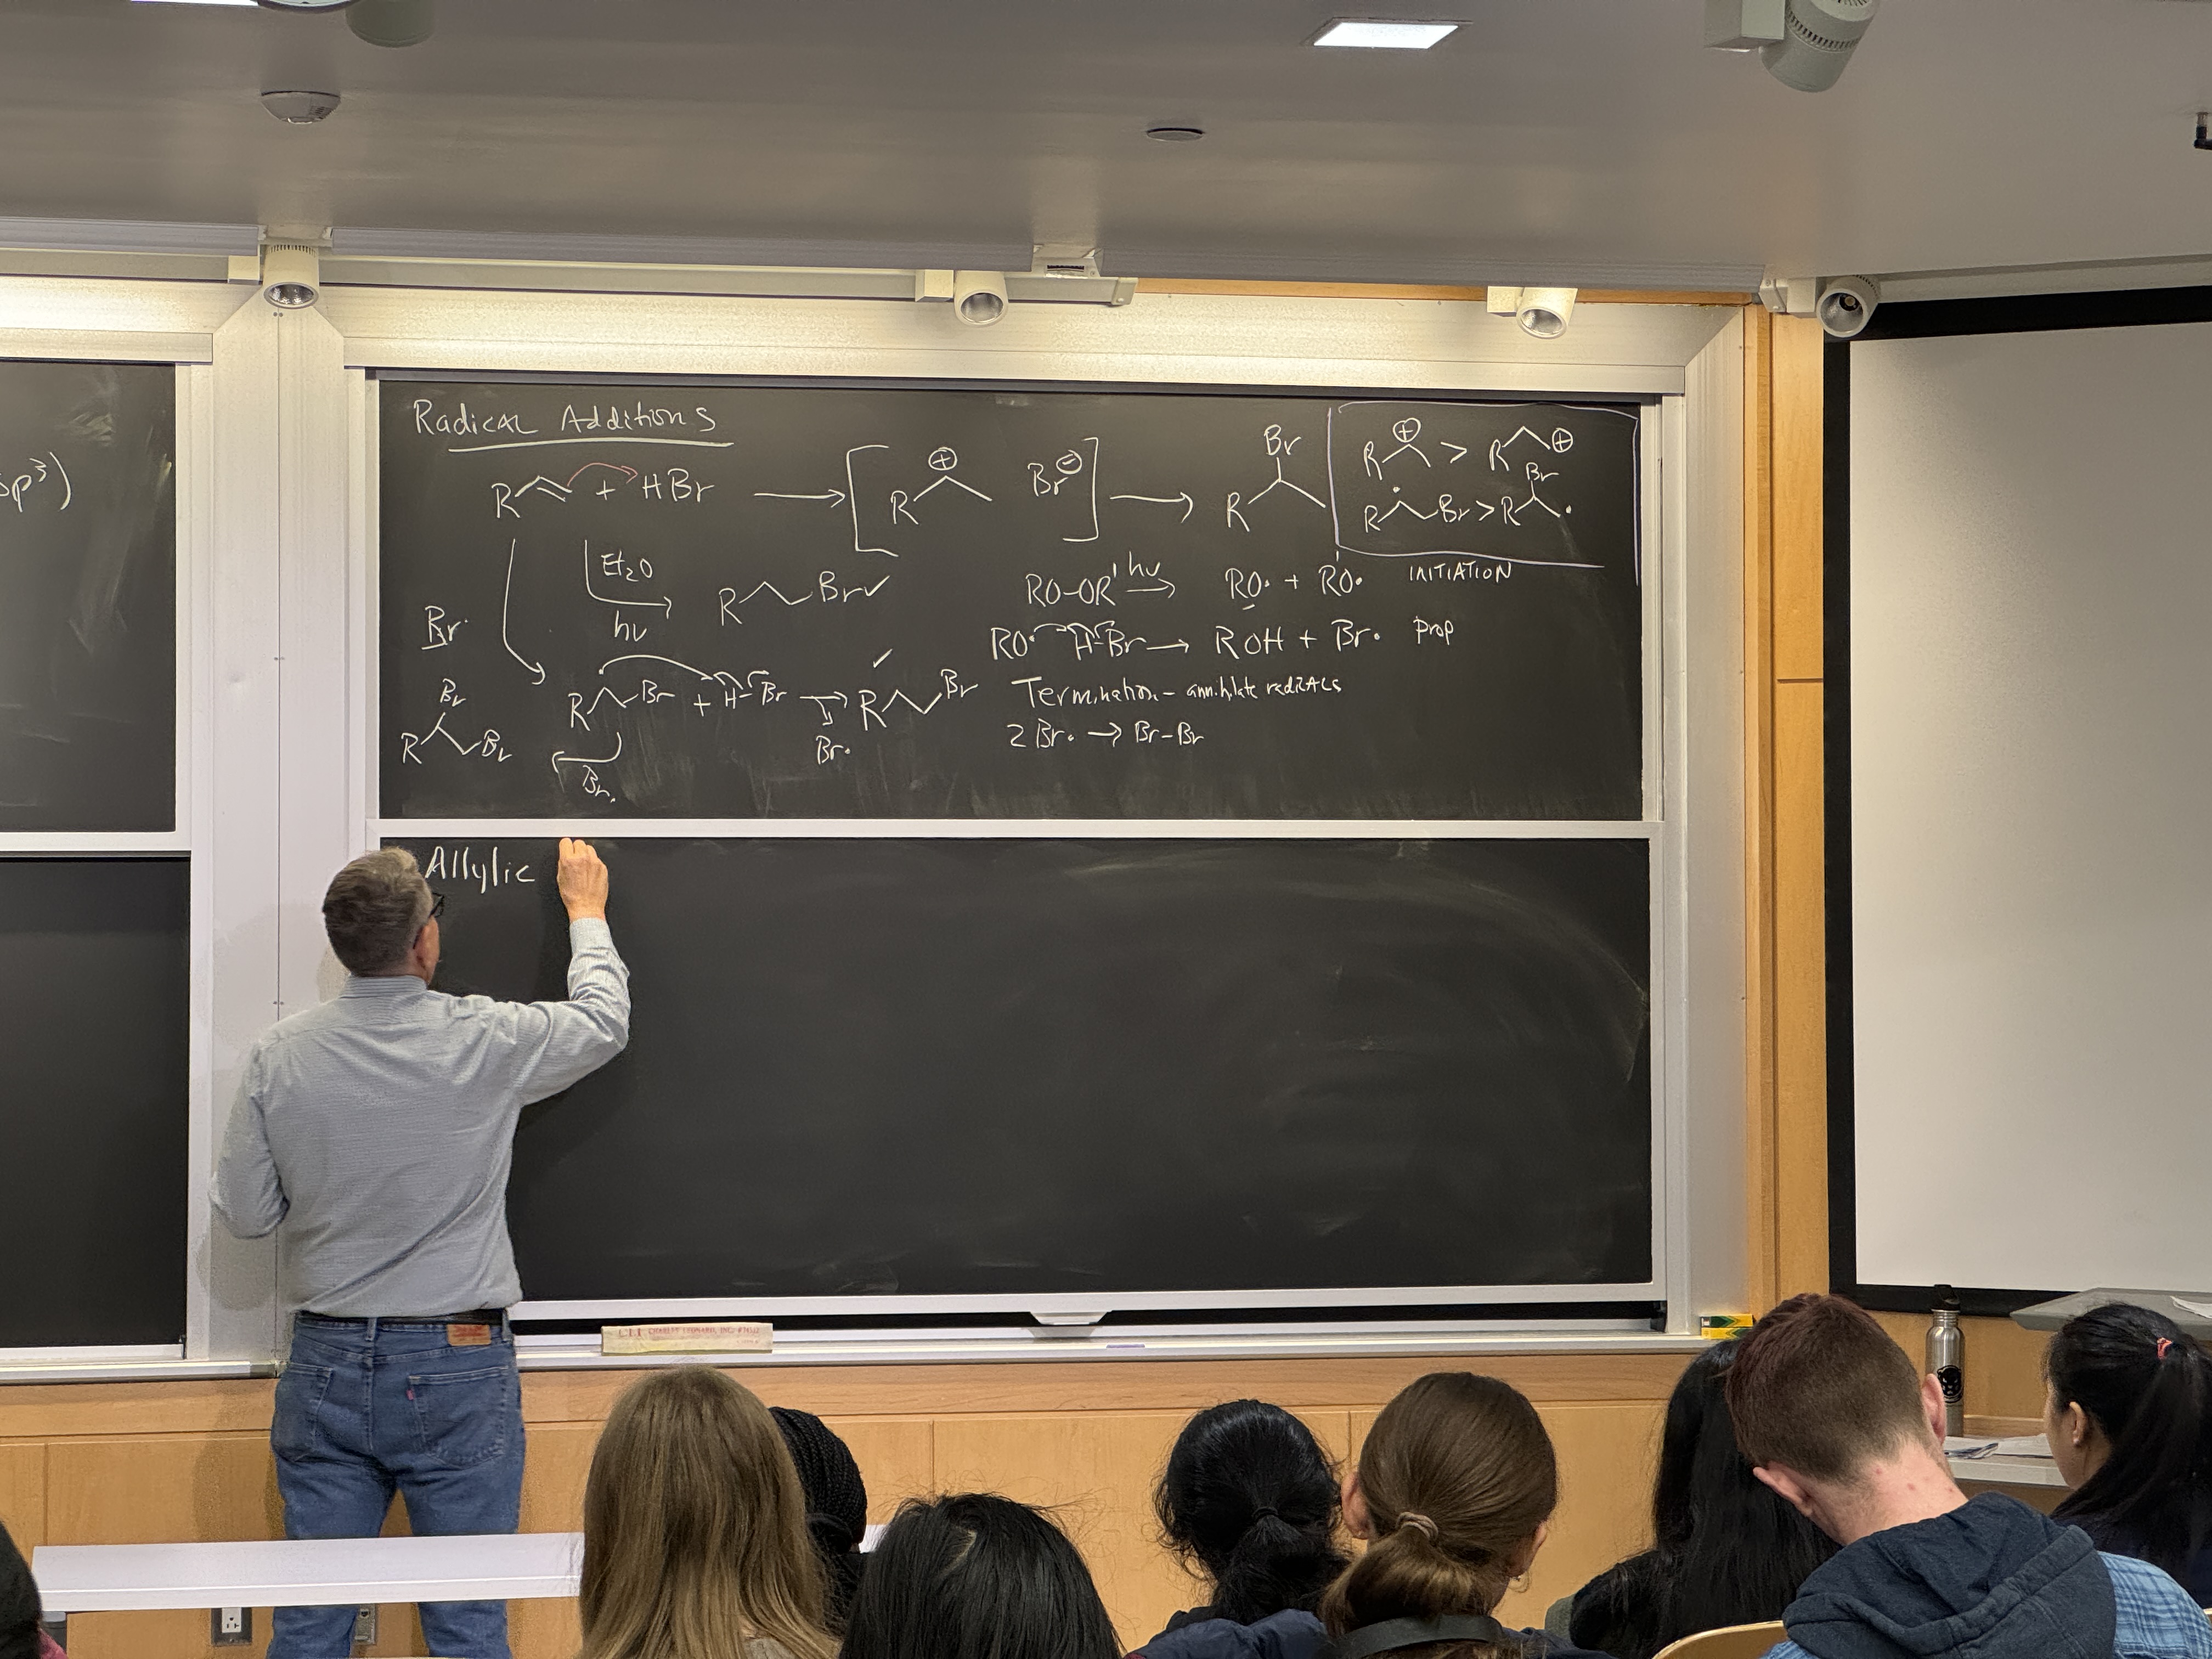 sp³)
Radical Additions
R + HBr → [ R ⊕ Br⊖ ] → Br R
R ⊕ > R ⊕
R • Br > R Br •
Et₂O
hν
R Br ✓
RO-OR' hν → RO• + R'O• INITIATION
Br•
RO• H-Br → ROH + Br• prop
R • Br + H-Br → R Br ✓
Br•
Termination - annihilate radicals
2 Br• → Br-Br
Br
R Br
Br•
Allylic